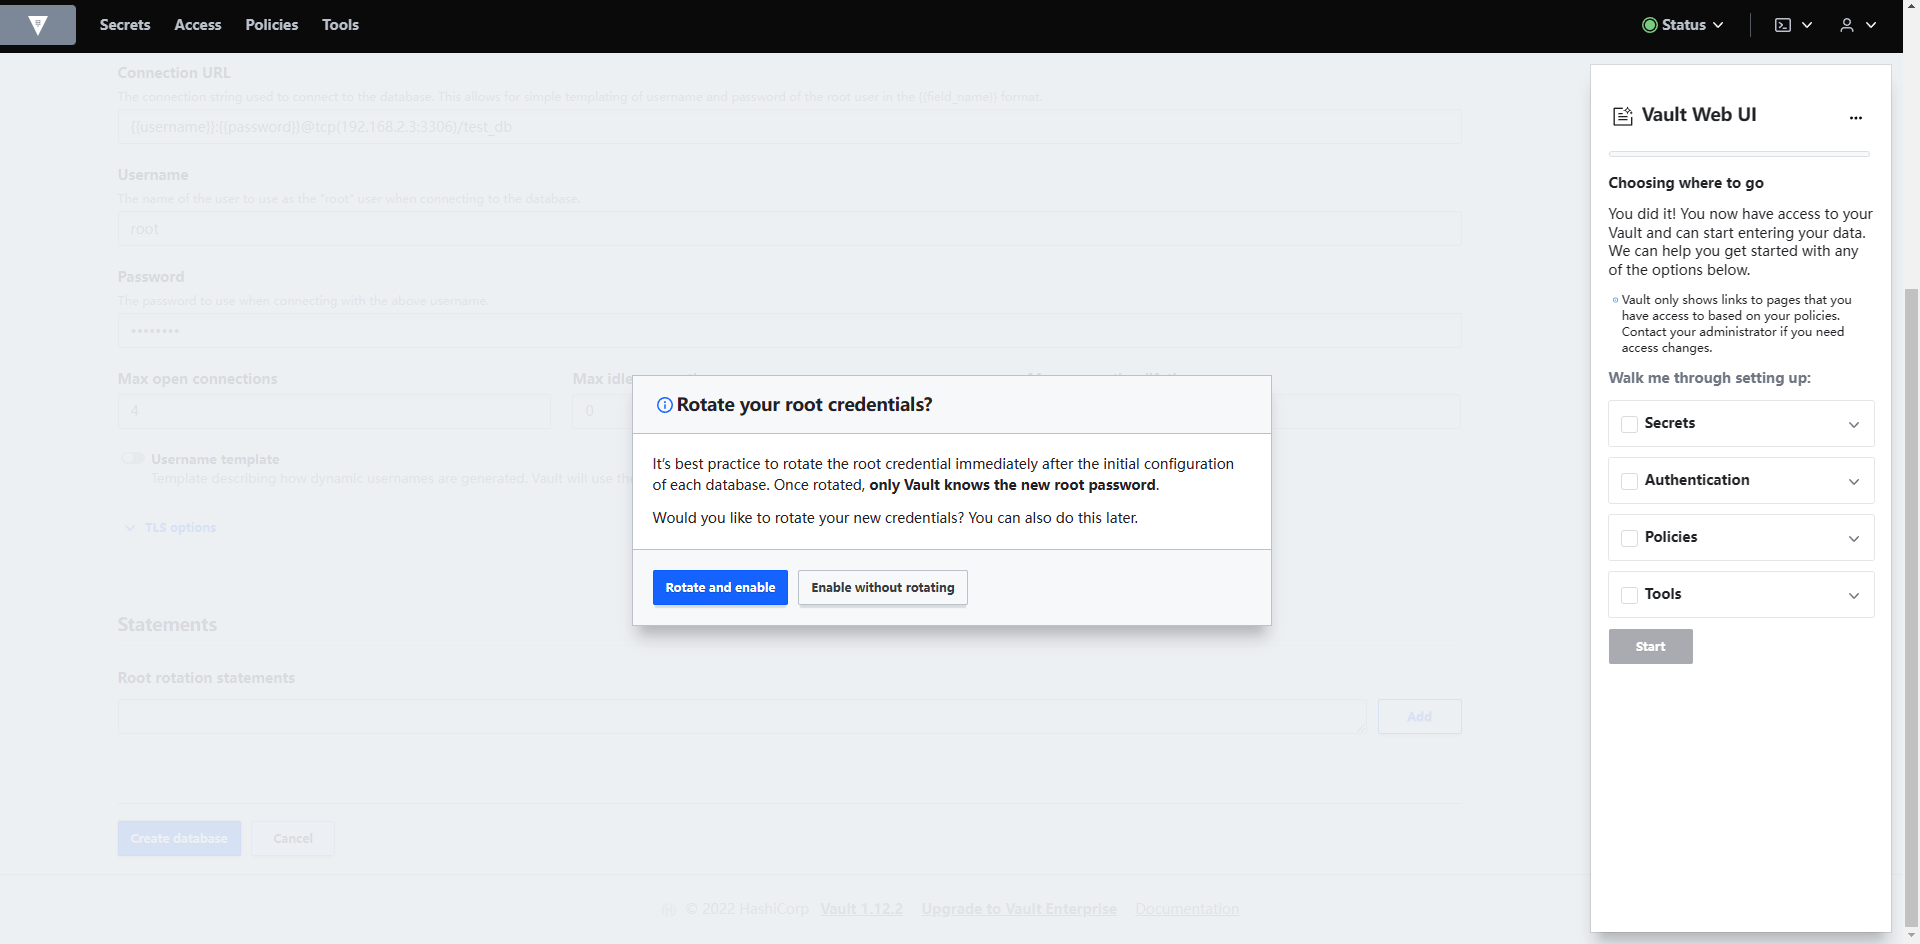 Secrets Access Policies Tools Status
Connection URL
The connection string used to connect to the database. This allows for simple templating of username and password of the root user in the {{field_name}} format.
{{username}}:{{password}}@tcp(192.168.2.3:3306)/test_db
Username
The name of the user to use as the "root" user when connecting to the database.
root
Password
The password to use when connecting with the above username.
••••••••
Max open connections
Max idle
4
0
Username template
Template describing how dynamic usernames are generated. Vault will use the
TLS options
Rotate your root credentials?
It's best practice to rotate the root credential immediately after the initial configuration
of each database. Once rotated, only Vault knows the new root password.
Would you like to rotate your new credentials? You can also do this later.
Rotate and enable
Enable without rotating
Statements
Root rotation statements
Add
Create database
Cancel
© 2022 HashiCorp Vault 1.12.2 Upgrade to Vault Enterprise Documentation
Vault Web UI
...
Choosing where to go
You did it! You now have access to your
Vault and can start entering your data.
We can help you get started with any
of the options below.
Vault only shows links to pages that you
have access to based on your policies.
Contact your administrator if you need
access changes.
Walk me through setting up:
Secrets
Authentication
Policies
Tools
Start